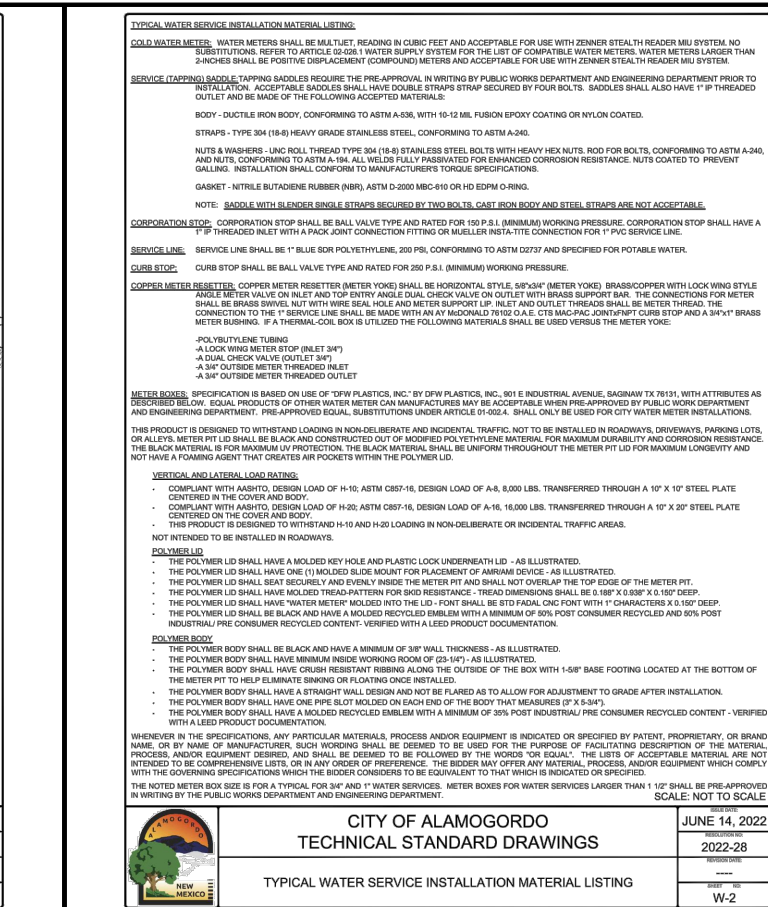 TYPICAL WATER SERVICE INSTALLATION MATERIAL LISTING:
COLD WATER METER: WATER METERS SHALL BE MULTIJET, READING IN CUBIC FEET AND ACCEPTABLE FOR USE WITH ZENNER STEALTH READER MIU SYSTEM. NO
SUBSTITUTIONS. REFER TO ARTICLE 02-026.1 WATER SUPPLY SYSTEM FOR THE LIST OF COMPATIBLE WATER METERS. WATER METERS LARGER THAN
2-INCHES SHALL BE POSITIVE DISPLACEMENT (COMPOUND) METERS AND ACCEPTABLE FOR USE WITH ZENNER STEALTH READER MIU SYSTEM.
SERVICE (TAPPING) SADDLE: TAPPING SADDLES REQUIRE THE PRE-APPROVAL IN WRITING BY PUBLIC WORKS DEPARTMENT AND ENGINEERING DEPARTMENT PRIOR TO
INSTALLATION. ACCEPTABLE SADDLES SHALL HAVE DOUBLE STRAPS STRAP SECURED BY FOUR BOLTS. SADDLES SHALL ALSO HAVE 1" IP THREADED
OUTLET AND BE MADE OF THE FOLLOWING ACCEPTED MATERIALS:
BODY - DUCTILE IRON BODY, CONFORMING TO ASTM A-536, WITH 10-12 MIL FUSION EPOXY COATING OR NYLON COATED.
STRAPS - TYPE 304 (18-8) HEAVY GRADE STAINLESS STEEL, CONFORMING TO ASTM A-240.
NUTS & WASHERS - UNC ROLL THREAD TYPE 304 (18-8) STAINLESS STEEL BOLTS WITH HEAVY HEX NUTS. ROD FOR BOLTS, CONFORMING TO ASTM A-240,
AND NUTS, CONFORMING TO ASTM A-194. ALL WELDS FULLY PASSIVATED FOR ENHANCED CORROSION RESISTANCE. NUTS COATED TO PREVENT
GALLING. INSTALLATION SHALL CONFORM TO MANUFACTURER'S TORQUE SPECIFICATIONS.
GASKET - NITRILE BUTADIENE RUBBER (NBR), ASTM D-2000 MBC-610 OR HD EDPM O-RING.
NOTE: SADDLE WITH SLENDER SINGLE STRAPS SECURED BY TWO BOLTS, CAST IRON BODY AND STEEL STRAPS ARE NOT ACCEPTABLE.
CORPORATION STOP: CORPORATION STOP SHALL BE BALL VALVE TYPE AND RATED FOR 150 P.S.I. (MINIMUM) WORKING PRESSURE. CORPORATION STOP SHALL HAVE A
1" IP THREADED INLET WITH A PACK JOINT CONNECTION FITTING OR MUELLER INSTA-TITE CONNECTION FOR 1" PVC SERVICE LINE.
SERVICE LINE: SERVICE LINE SHALL BE 1" BLUE SDR POLYETHYLENE, 200 PSI, CONFORMING TO ASTM D2737 AND SPECIFIED FOR POTABLE WATER.
CURB STOP: CURB STOP SHALL BE BALL VALVE TYPE AND RATED FOR 250 P.S.I. (MINIMUM) WORKING PRESSURE.
COPPER METER RESETTER: COPPER METER RESETTER (METER YOKE) SHALL BE HORIZONTAL STYLE, 5/8"x3/4" (METER YOKE) BRASS/COPPER WITH LOCK WING STYLE
ANGLE METER VALVE ON INLET AND TOP ENTRY ANGLE DUAL CHECK VALVE ON OUTLET WITH BRASS SUPPORT BAR. THE CONNECTIONS FOR METER
SHALL BE BRASS SWIVEL NUT WITH WIRE SEAL HOLE AND METER SUPPORT LIP. INLET AND OUTLET THREADS SHALL BE METER THREAD. THE
CONNECTION TO THE 1" SERVICE LINE SHALL BE MADE WITH AN AY McDONALD 76102 O.A.E. CTS MAC-PAC JOINTxFNPT CURB STOP AND A 3/4"x1" BRASS
METER BUSHING. IF A THERMAL-COIL BOX IS UTILIZED THE FOLLOWING MATERIALS SHALL BE USED VERSUS THE METER YOKE:
-POLYBUTYLENE TUBING
-A LOCK WING METER STOP (INLET 3/4")
-A DUAL CHECK VALVE (OUTLET 3/4")
-A 3/4" OUTSIDE METER THREADED INLET
-A 3/4" OUTSIDE METER THREADED OUTLET
METER BOXES: SPECIFICATION IS BASED ON USE OF "DFW PLASTICS, INC." BY DFW PLASTICS, INC., 901 E INDUSTRIAL AVENUE, SAGINAW TX 76131, WITH ATTRIBUTES AS
DESCRIBED BELOW. EQUAL PRODUCTS OF OTHER WATER METER CAN MANUFACTURES MAY BE ACCEPTABLE WHEN PRE-APPROVED BY PUBLIC WORK DEPARTMENT
AND ENGINEERING DEPARTMENT. PRE-APPROVED EQUAL, SUBSTITUTIONS UNDER ARTICLE 01-002.4. SHALL ONLY BE USED FOR CITY WATER METER INSTALLATIONS.
THIS PRODUCT IS DESIGNED TO WITHSTAND LOADING IN NON-DELIBERATE AND INCIDENTAL TRAFFIC. NOT TO BE INSTALLED IN ROADWAYS, DRIVEWAYS, PARKING LOTS,
OR ALLEYS. METER PIT LID SHALL BE BLACK AND CONSTRUCTED OUT OF MODIFIED POLYETHYLENE MATERIAL FOR MAXIMUM DURABILITY AND CORROSION RESISTANCE.
THE BLACK MATERIAL IS FOR MAXIMUM UV PROTECTION. THE BLACK MATERIAL SHALL BE UNIFORM THROUGHOUT THE METER PIT LID FOR MAXIMUM LONGEVITY AND
NOT HAVE A FOAMING AGENT THAT CREATES AIR POCKETS WITHIN THE POLYMER LID.
VERTICAL AND LATERAL LOAD RATING:
- COMPLIANT WITH AASHTO, DESIGN LOAD OF H-10; ASTM C857-16, DESIGN LOAD OF A-8, 8,000 LBS. TRANSFERRED THROUGH A 10" X 10" STEEL PLATE
CENTERED IN THE COVER AND BODY.
- COMPLIANT WITH AASHTO, DESIGN LOAD OF H-20; ASTM C857-16, DESIGN LOAD OF A-16, 16,000 LBS. TRANSFERRED THROUGH A 10" X 20" STEEL PLATE
CENTERED ON THE COVER AND BODY.
- THIS PRODUCT IS DESIGNED TO WITHSTAND H-10 AND H-20 LOADING IN NON-DELIBERATE OR INCIDENTAL TRAFFIC AREAS.
NOT INTENDED TO BE INSTALLED IN ROADWAYS.
POLYMER LID
- THE POLYMER LID SHALL HAVE A MOLDED KEY HOLE AND PLASTIC LOCK UNDERNEATH LID - AS ILLUSTRATED.
- THE POLYMER LID SHALL HAVE ONE (1) MOLDED SLIDE MOUNT FOR PLACEMENT OF AMR/AMI DEVICE - AS ILLUSTRATED.
- THE POLYMER LID SHALL SEAT SECURELY AND EVENLY INSIDE THE METER PIT AND SHALL NOT OVERLAP THE TOP EDGE OF THE METER PIT.
- THE POLYMER LID SHALL HAVE MOLDED TREAD-PATTERN FOR SKID RESISTANCE - TREAD DIMENSIONS SHALL BE 0.188" X 0.938" X 0.150" DEEP.
- THE POLYMER LID SHALL HAVE "WATER METER" MOLDED INTO THE LID - FONT SHALL BE STD FADAL CNC FONT WITH 1" CHARACTERS X 0.150" DEEP.
- THE POLYMER LID SHALL BE BLACK AND HAVE A MOLDED RECYCLED EMBLEM WITH A MINIMUM OF 50% POST CONSUMER RECYCLED AND 50% POST
INDUSTRIAL/ PRE CONSUMER RECYCLED CONTENT- VERIFIED WITH A LEED PRODUCT DOCUMENTATION.
POLYMER BODY
- THE POLYMER BODY SHALL BE BLACK AND HAVE A MINIMUM OF 3/8" WALL THICKNESS - AS ILLUSTRATED.
- THE POLYMER BODY SHALL HAVE MINIMUM INSIDE WORKING ROOM OF (23-1/4") - AS ILLUSTRATED.
- THE POLYMER BODY SHALL HAVE CRUSH RESISTANT RIBBING ALONG THE OUTSIDE OF THE BOX WITH 1-5/8" BASE FOOTING LOCATED AT THE BOTTOM OF
THE METER PIT TO HELP ELIMINATE SINKING OR FLOATING ONCE INSTALLED.
- THE POLYMER BODY SHALL HAVE A STRAIGHT WALL DESIGN AND NOT BE FLARED AS TO ALLOW FOR ADJUSTMENT TO GRADE AFTER INSTALLATION.
- THE POLYMER BODY SHALL HAVE ONE PIPE SLOT MOLDED ON EACH END OF THE BODY THAT MEASURES (3" X 5-3/4").
- THE POLYMER BODY SHALL HAVE A MOLDED RECYCLED EMBLEM WITH A MINIMUM OF 35% POST INDUSTRIAL/ PRE CONSUMER RECYCLED CONTENT - VERIFIED
WITH A LEED PRODUCT DOCUMENTATION.
WHENEVER IN THE SPECIFICATIONS, ANY PARTICULAR MATERIALS, PROCESS AND/OR EQUIPMENT IS INDICATED OR SPECIFIED BY PATENT, PROPRIETARY, OR BRAND
NAME, OR BY NAME OF MANUFACTURER, SUCH WORDING SHALL BE DEEMED TO BE USED FOR THE PURPOSE OF FACILITATING DESCRIPTION OF THE MATERIAL,
PROCESS, AND/OR EQUIPMENT DESIRED, AND SHALL BE DEEMED TO BE FOLLOWED BY THE WORDS "OR EQUAL". THE LISTS OF ACCEPTABLE MATERIAL ARE NOT
INTENDED TO BE COMPREHENSIVE LISTS, OR IN ANY ORDER OF PREFERENCE. THE BIDDER MAY OFFER ANY MATERIAL, PROCESS, AND/OR EQUIPMENT WHICH COMPLY
WITH THE GOVERNING SPECIFICATIONS WHICH THE BIDDER CONSIDERS TO BE EQUIVALENT TO THAT WHICH IS INDICATED OR SPECIFIED.
THE NOTED METER BOX SIZE IS FOR A TYPICAL FOR 3/4" AND 1" WATER SERVICES. METER BOXES FOR WATER SERVICES LARGER THAN 1 1/2" SHALL BE PRE-APPROVED
IN WRITING BY THE PUBLIC WORKS DEPARTMENT AND ENGINEERING DEPARTMENT.
SCALE: NOT TO SCALE
ALAMOGORDO
NEW
MEXICO
CITY OF ALAMOGORDO
TECHNICAL STANDARD DRAWINGS
TYPICAL WATER SERVICE INSTALLATION MATERIAL LISTING
ISSUE DATE:
JUNE 14, 2022
RESOLUTION NO:
2022-28
REVISION DATE:
----
SHEET NO:
W-2